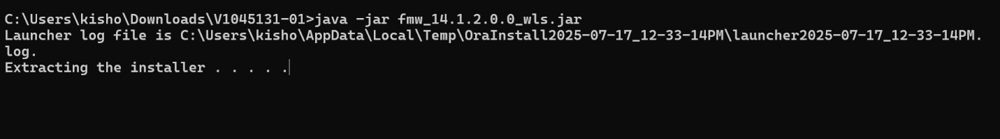 C:\Users\kisho\Downloads\V1045131-01>java -jar fmw_14.1.2.0.0_wls.jar
Launcher log file is C:\Users\kisho\AppData\Local\Temp\OraInstall2025-07-17_12-33-14PM\launcher2025-07-17_12-33-14PM.
log.
Extracting the installer . . . . .